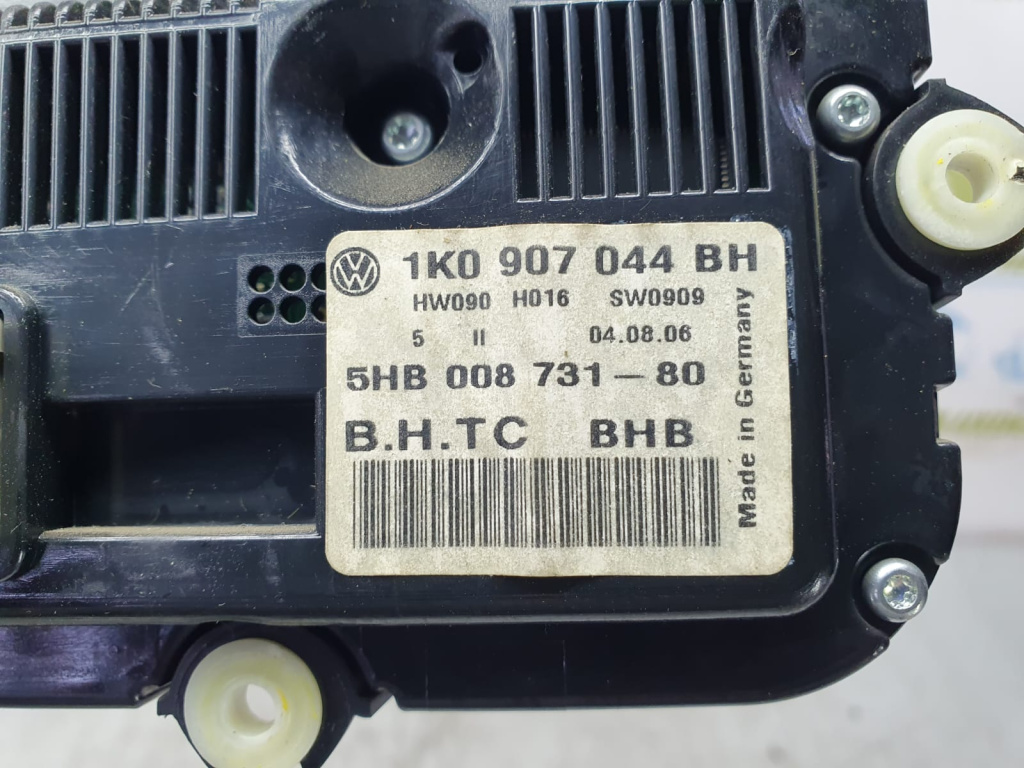 1K0 907 044 BH
HW090 H016 SW0909
5 II 04.08.06
5HB 008 731-80
B.H.TC BHB
Made in Germany